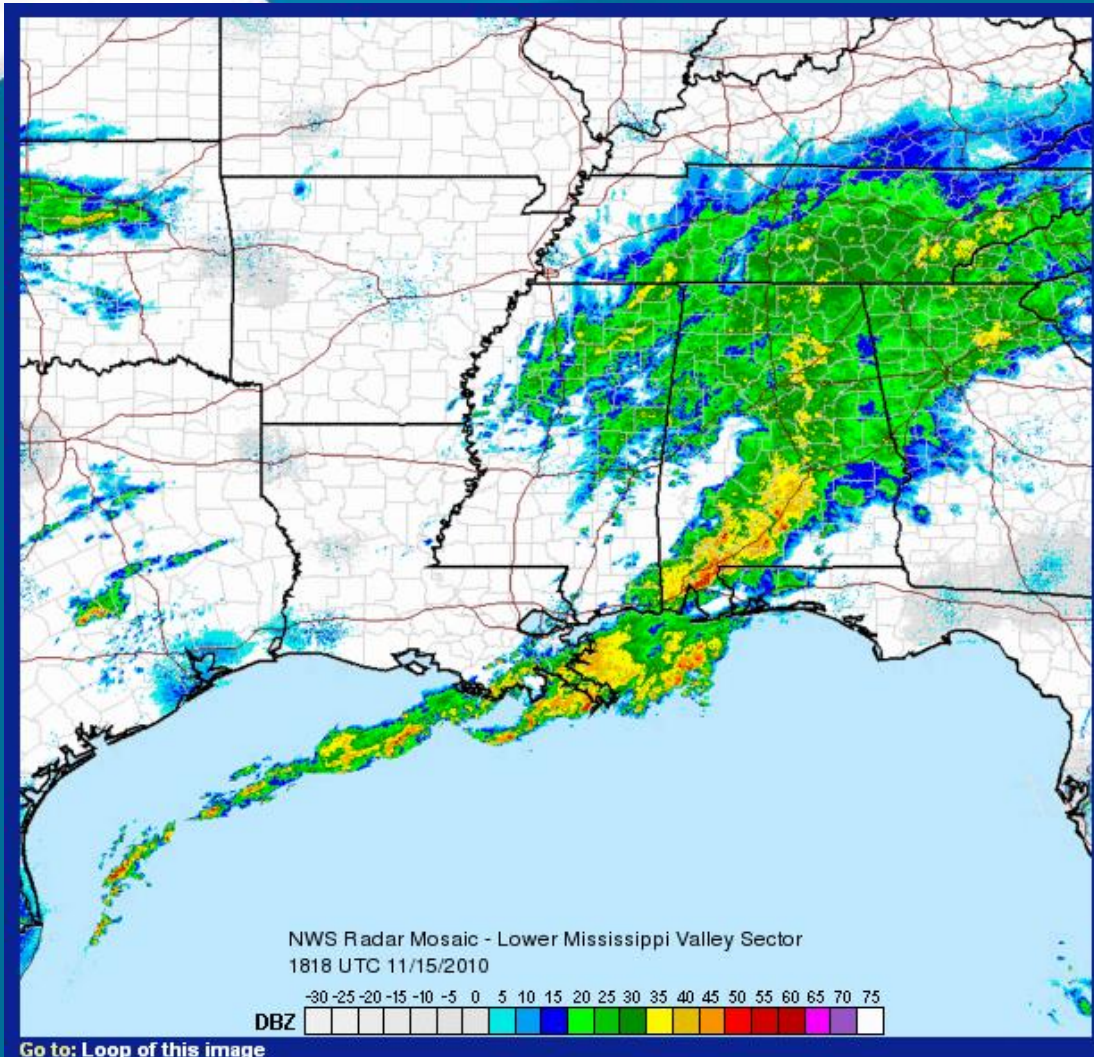 NWS Radar Mosaic - Lower Mississippi Valley Sector
1818 UTC 11/15/2010
-30 -25 -20 -15 -10 -5 0 5 10 15 20 25 30 35 40 45 50 55 60 65 70 75
DBZ
Go to: Loop of this image